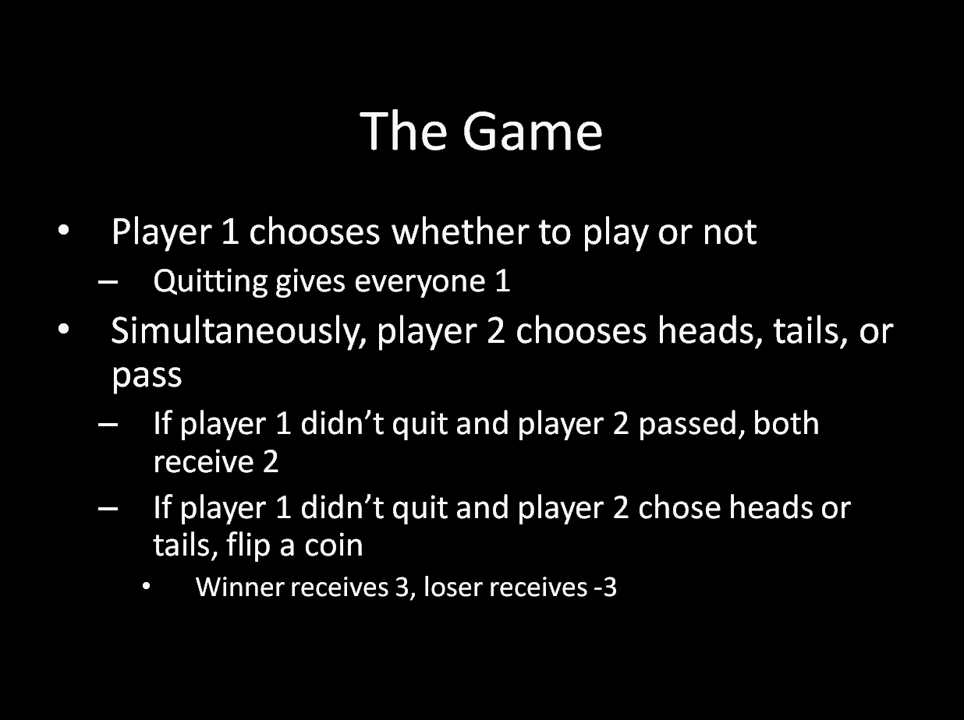 The Game
• Player 1 chooses whether to play or not
– Quitting gives everyone 1
• Simultaneously, player 2 chooses heads, tails, or
pass
– If player 1 didn’t quit and player 2 passed, both
receive 2
– If player 1 didn’t quit and player 2 chose heads or
tails, flip a coin
• Winner receives 3, loser receives -3